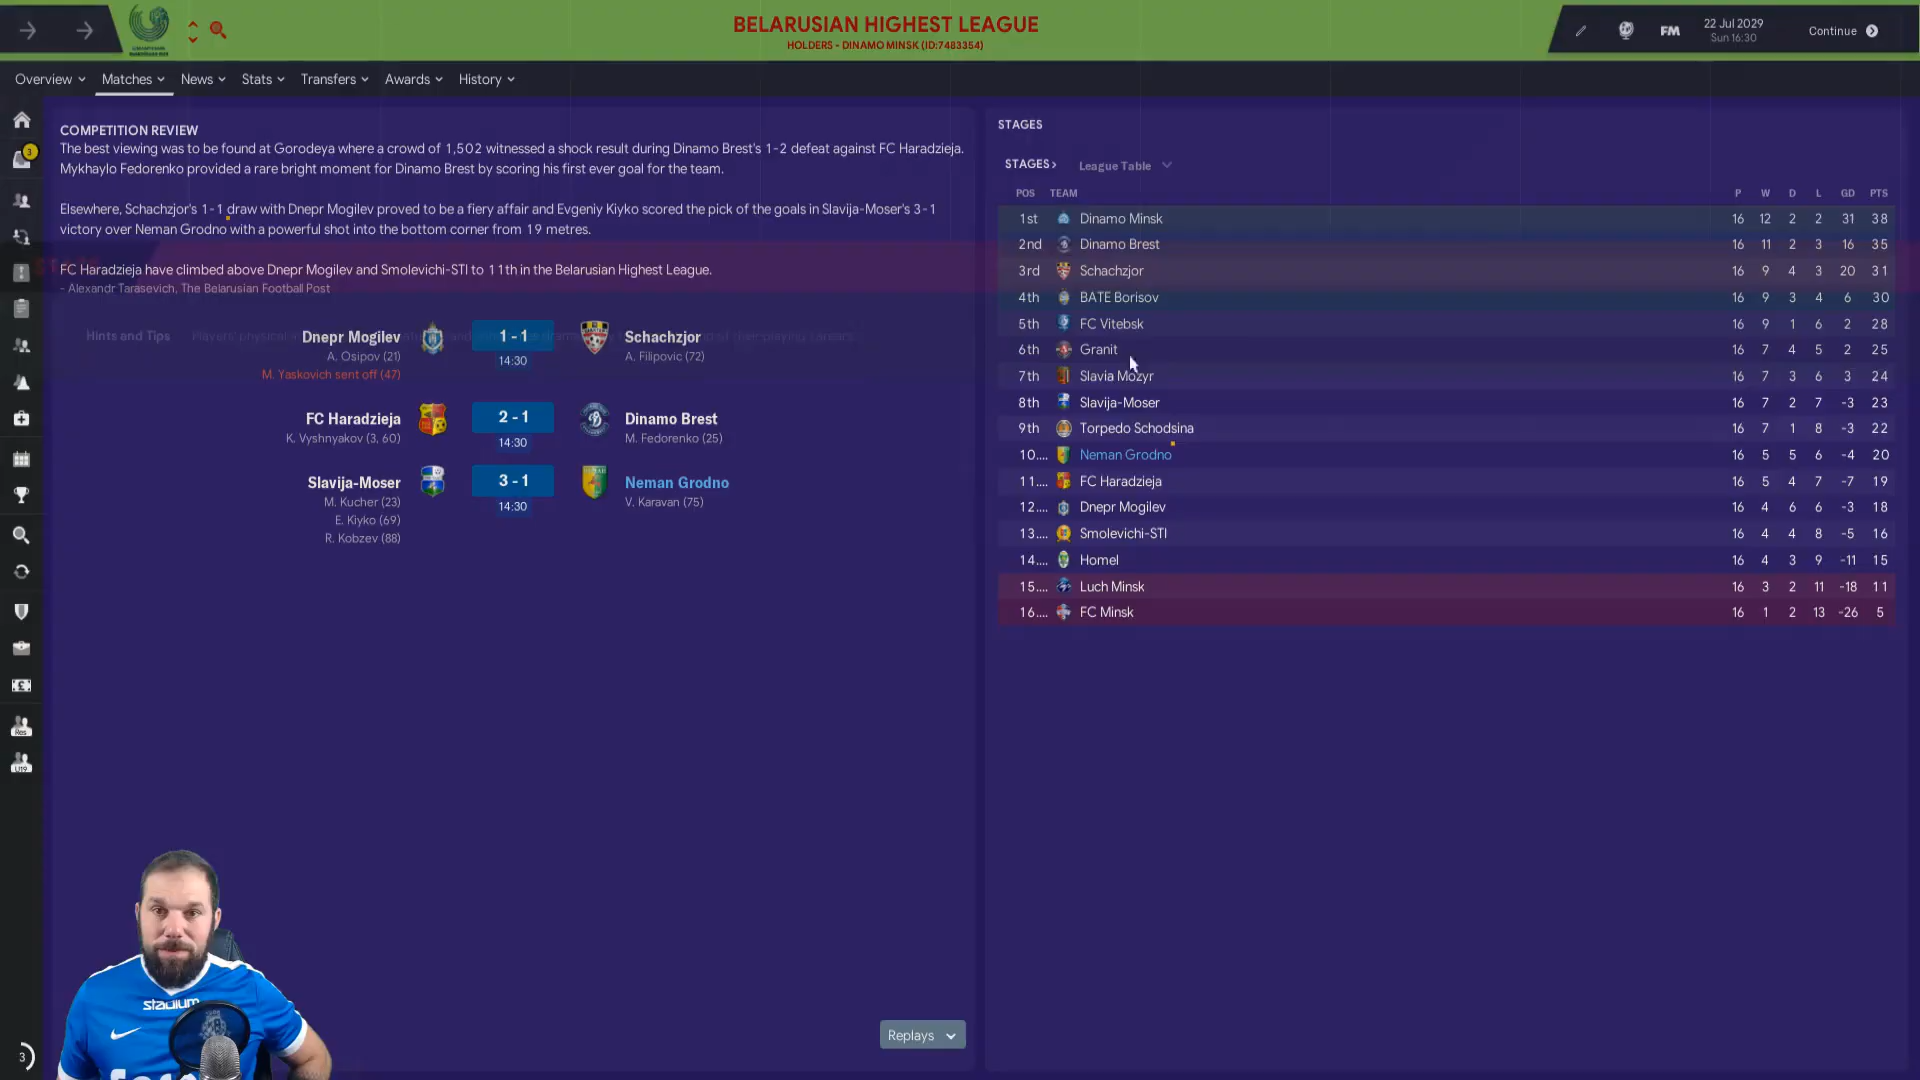 BELARUSIAN HIGHEST LEAGUE
HOLDERS - DINAMO MINSK (ID:7483354)
FM
22 Jul 2029
Sun 16:30
Continue
Overview
Matches
News
Stats
Transfers
Awards
History
3
COMPETITION REVIEW
The best viewing was to be found at Gorodeya where a crowd of 1,502 witnessed a shock result during Dinamo Brest's 1-2 defeat against FC Haradzieja.
Mykhaylo Fedorenko provided a rare bright moment for Dinamo Brest by scoring his first ever goal for the team.
Elsewhere, Schachzjor's 1-1 draw with Dnepr Mogilev proved to be a fiery affair and Evgeniy Kiyko scored the pick of the goals in Slavija-Moser's 3-1
victory over Neman Grodno with a powerful shot into the bottom corner from 19 metres.
FC Haradzieja have climbed above Dnepr Mogilev and Smolevichi-STI to 11th in the Belarusian Highest League.
- Alexandr Tarasevich, The Belarusian Football Post
Hints and Tips
Players' physical
Dnepr Mogilev 1 - 1 Schachzjor
A. Osipov (21) 14:30 A. Filipovic (72)
M. Yaskovich sent off (47)
FC Haradzieja 2 - 1 Dinamo Brest
K. Vyshnyakov (3, 60) 14:30 M. Fedorenko (25)
Slavija-Moser 3 - 1 Neman Grodno
M. Kucher (23) 14:30 V. Karavan (75)
E. Kiyko (69)
R. Kobzev (88)
Replays
STAGES
STAGES> League Table
POS TEAM P W D L GD PTS
1st Dinamo Minsk 16 12 2 2 31 38
2nd Dinamo Brest 16 11 2 3 16 35
3rd Schachzjor 16 9 4 3 20 31
4th BATE Borisov 16 9 3 4 6 30
5th FC Vitebsk 16 9 1 6 2 28
6th Granit 16 7 4 5 2 25
7th Slavia Mozyr 16 7 3 6 3 24
8th Slavija-Moser 16 7 2 7 -3 23
9th Torpedo Schodsina 16 7 1 8 -3 22
10.... Neman Grodno 16 5 5 6 -4 20
11.... FC Haradzieja 16 5 4 7 -7 19
12.... Dnepr Mogilev 16 4 6 6 -3 18
13.... Smolevichi-STI 16 4 4 8 -5 16
14.... Homel 16 4 3 9 -11 15
15.... Luch Minsk 16 3 2 11 -18 11
16.... FC Minsk 16 1 2 13 -26 5
Res
U19
3
stadium